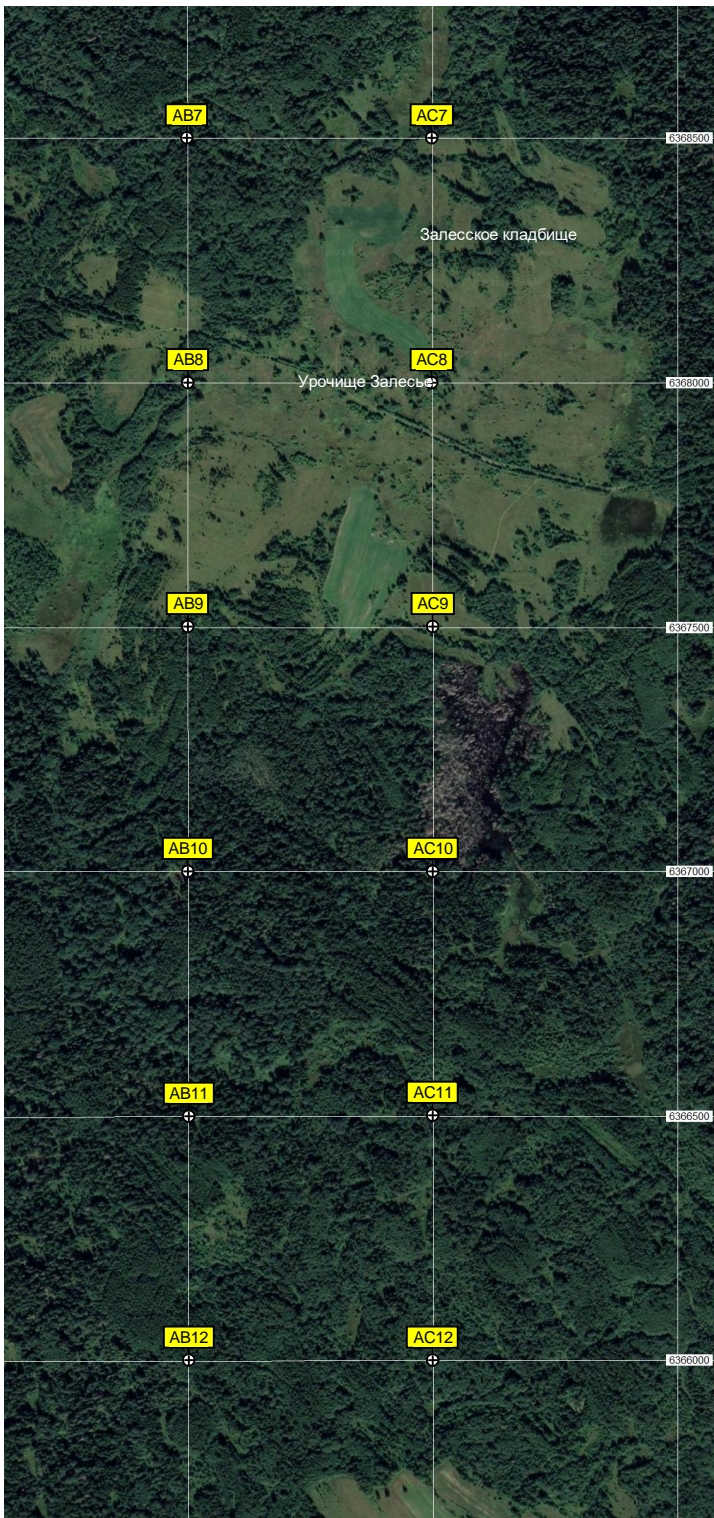 AB7
AC7
6368500
Залесское кладбище
AB8
AC8
Урочище Залесье
6368000
AB9
AC9
6367500
AB10
AC10
6367000
AB11
AC11
6366500
AB12
AC12
6366000